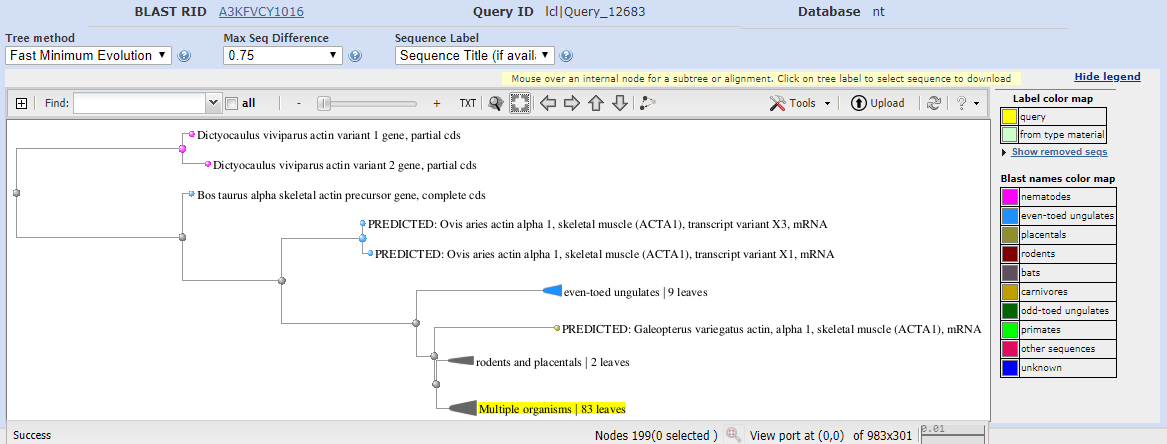 BLAST RID A3KFVCY1016 Query ID lcl|Query_12683 Database nt
Tree method Max Seq Difference Sequence Label
Fast Minimum Evolution 0.75 Sequence Title (if avail
Mouse over an internal node for a subtree or alignment. Click on tree label to select sequence to download Hide legend
Find: all - + TXT Tools Upload ?
Label color map
query
from type material
Show removed seqs
Blast names color map
nematodes
even-toed ungulates
placentals
rodents
bats
carnivores
odd-toed ungulates
primates
other sequences
unknown
Dictyocaulus viviparus actin variant 1 gene, partial cds
Dictyocaulus viviparus actin variant 2 gene, partial cds
Bos taurus alpha skeletal actin precursor gene, complete cds
PREDICTED: Ovis aries actin alpha 1, skeletal muscle (ACTA1), transcript variant X3, mRNA
PREDICTED: Ovis aries actin alpha 1, skeletal muscle (ACTA1), transcript variant X1, mRNA
even-toed ungulates | 9 leaves
PREDICTED: Galeopterus variegatus actin, alpha 1, skeletal muscle (ACTA1), mRNA
rodents and placentals | 2 leaves
Multiple organisms | 83 leaves
Success Nodes 199(0 selected ) View port at (0,0) of 983x301 0.01